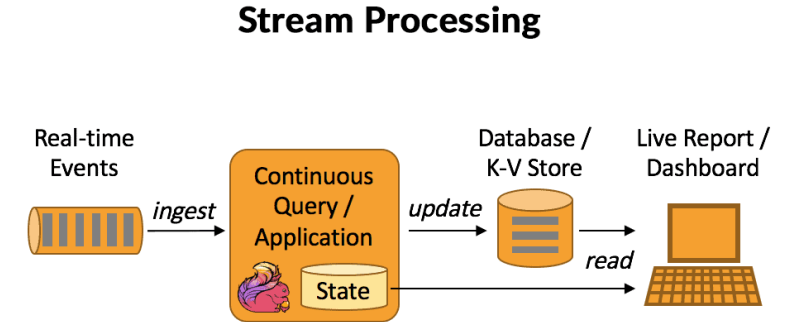 Stream Processing
Real-time
Events
ingest
Continuous
Query /
Application
State
update
Database /
K-V Store
read
Live Report /
Dashboard